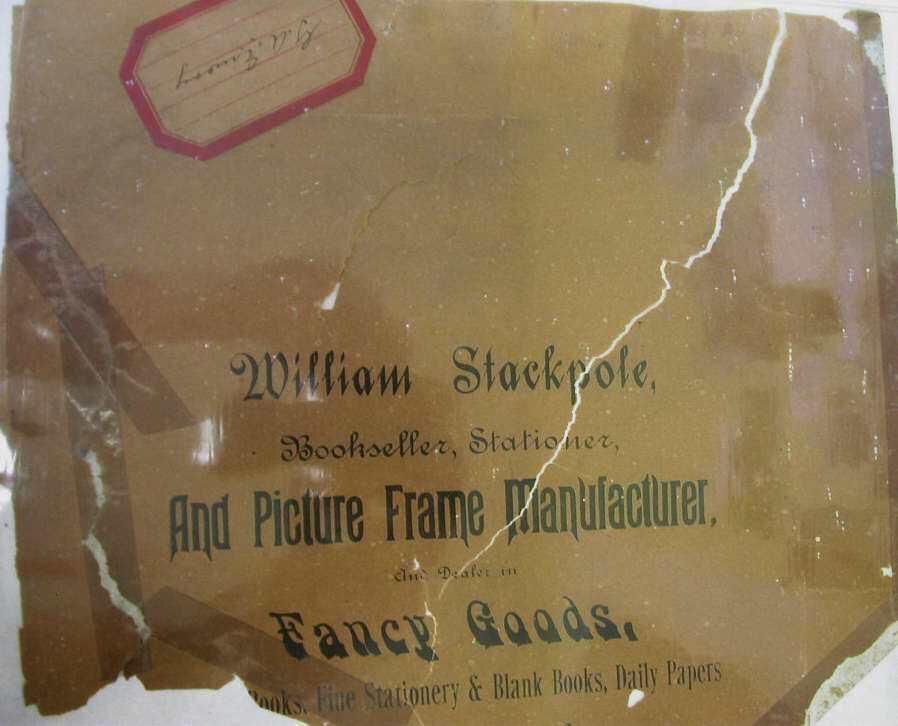 William Stackpole,
Bookseller, Stationer,
And Picture Frame Manufacturer,
And Dealer in
Fancy Goods,
Books, Fine Stationery & Blank Books, Daily Papers